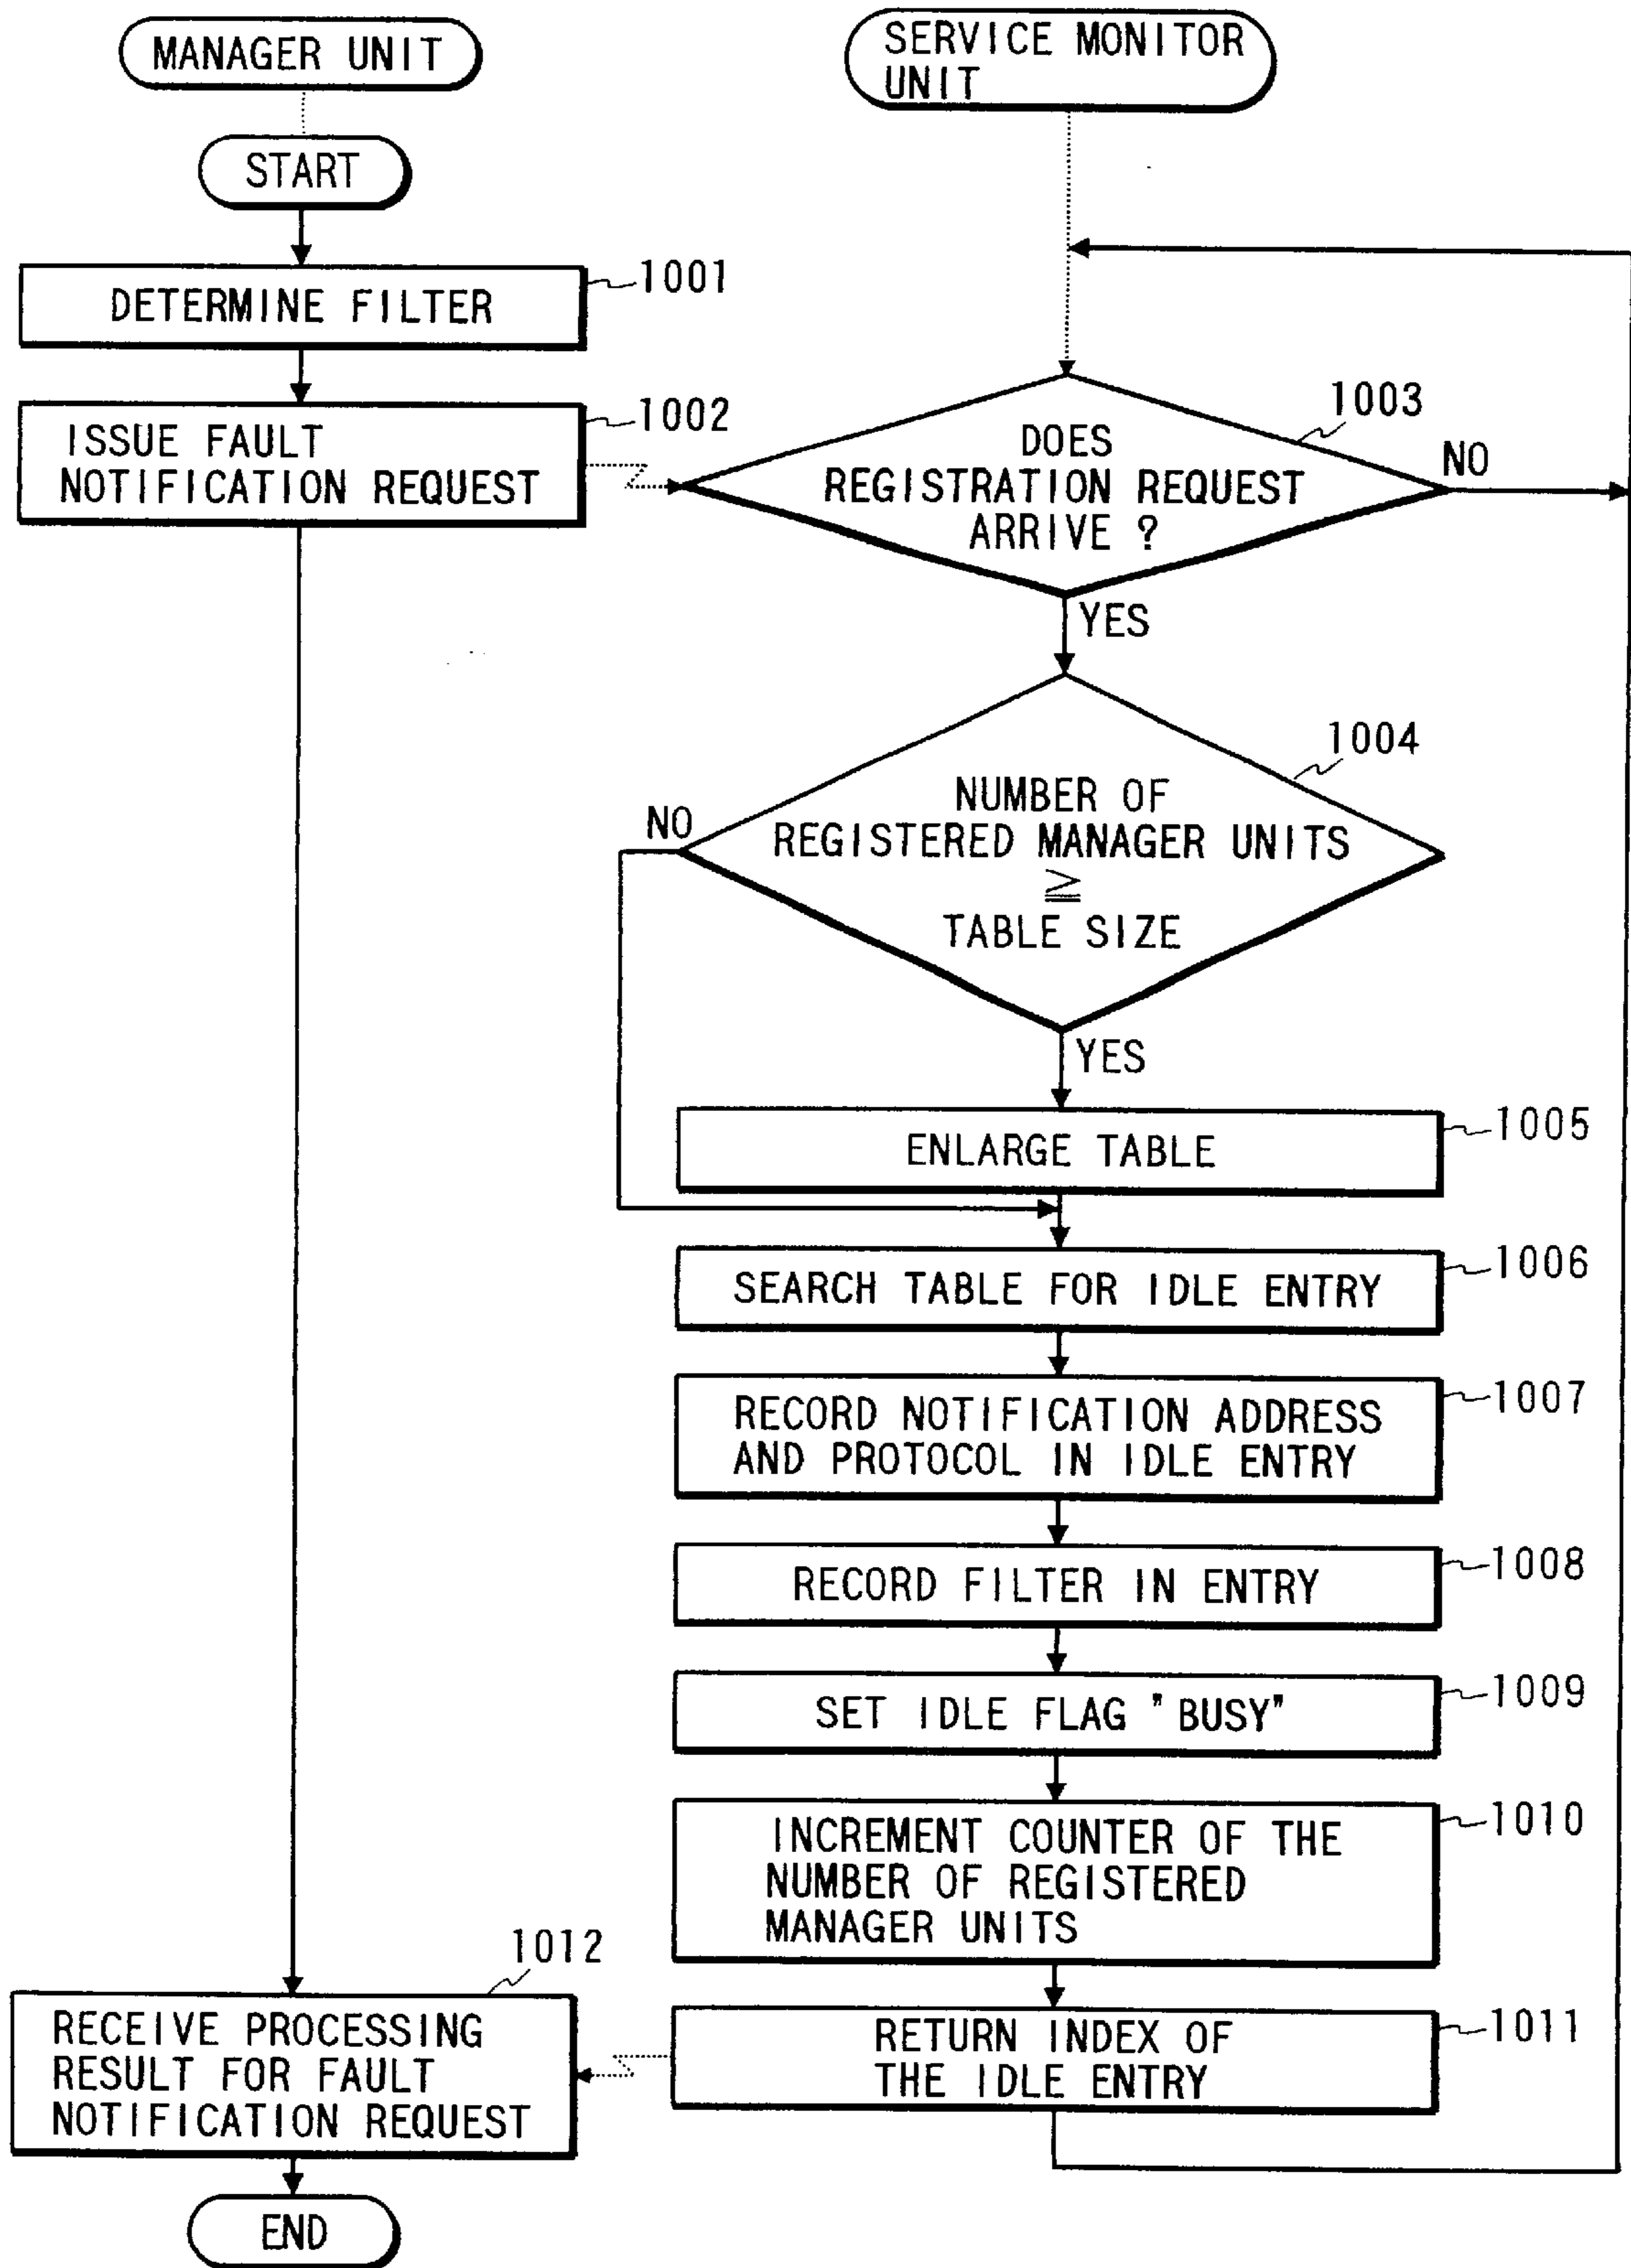 MANAGER UNIT
START
1001
DETERMINE FILTER
1002
ISSUE FAULT
NOTIFICATION REQUEST
SERVICE MONITOR
UNIT
1003
DOES
REGISTRATION REQUEST
ARRIVE ?
NO
YES
1004
NUMBER OF
REGISTERED MANAGER UNITS
≧
TABLE SIZE
NO
YES
1005
ENLARGE TABLE
1006
SEARCH TABLE FOR IDLE ENTRY
1007
RECORD NOTIFICATION ADDRESS
AND PROTOCOL IN IDLE ENTRY
1008
RECORD FILTER IN ENTRY
1009
SET IDLE FLAG "BUSY"
1010
INCREMENT COUNTER OF THE
NUMBER OF REGISTERED
MANAGER UNITS
1011
RETURN INDEX OF
THE IDLE ENTRY
1012
RECEIVE PROCESSING
RESULT FOR FAULT
NOTIFICATION REQUEST
END